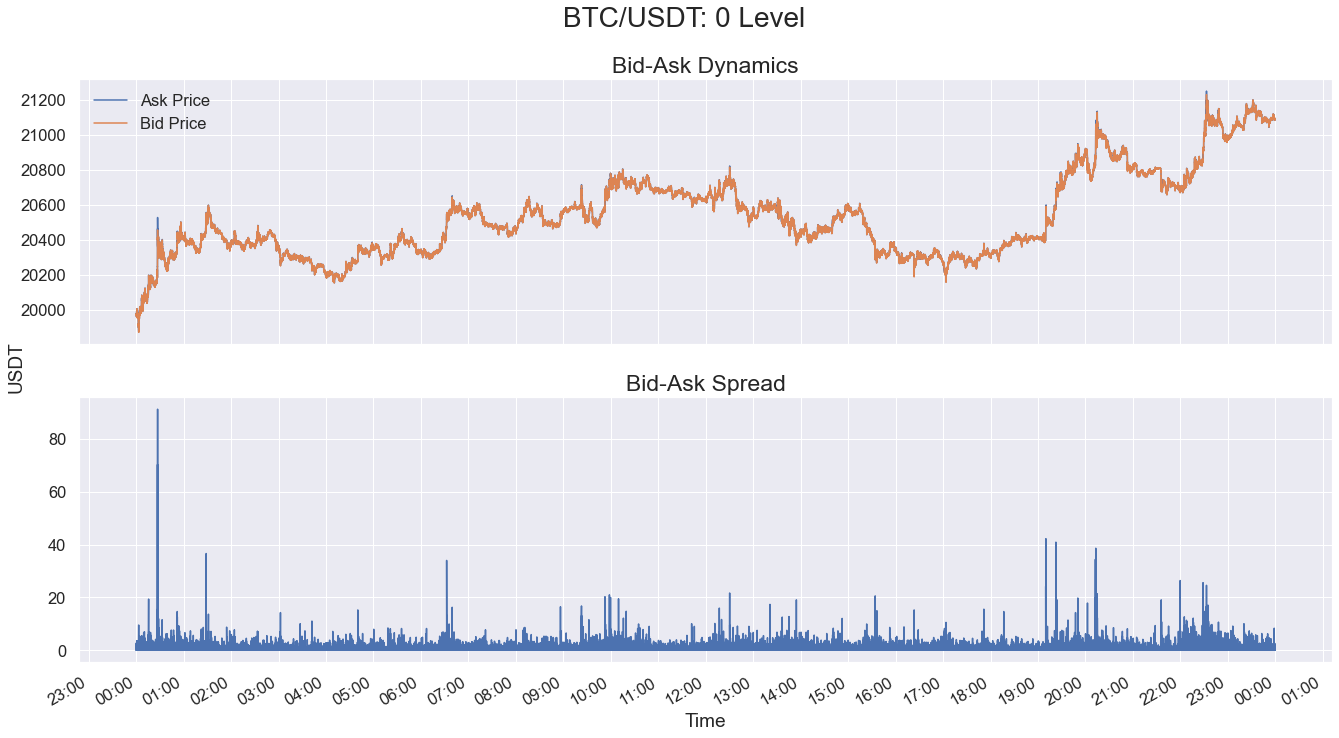 BTC/USDT: 0 Level
Bid-Ask Dynamics
Ask Price
Bid Price
21200
21000
20800
20600
20400
20200
20000
USDT
Bid-Ask Spread
80
60
40
20
0
23:00 00:00 01:00 02:00 03:00 04:00 05:00 06:00 07:00 08:00 09:00 10:00 11:00 12:00 13:00 14:00 15:00 16:00 17:00 18:00 19:00 20:00 21:00 22:00 23:00 00:00 01:00
Time